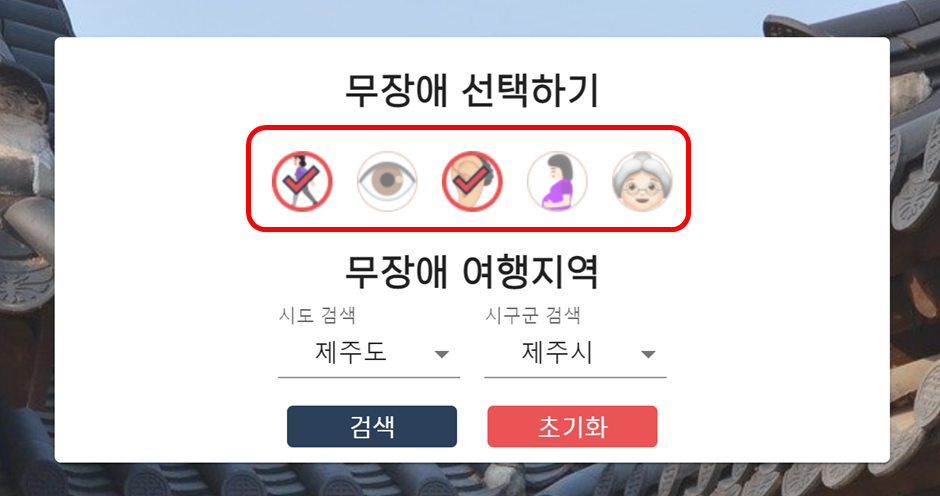 무장애 선택하기
무장애 여행지역
시도 검색 시구군 검색
제주도 제주시
검색 초기화